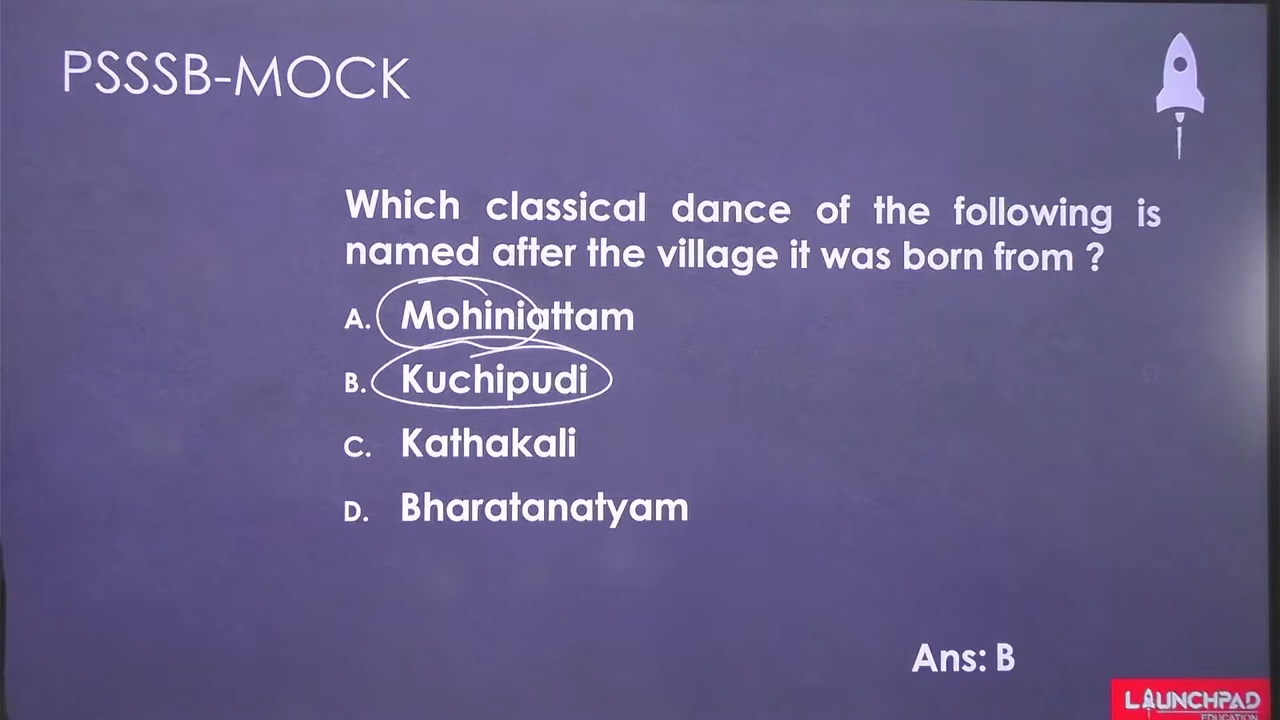 PSSSB-MOCK
Which classical dance of the following is
named after the village it was born from ?
A. Mohiniattam
B. Kuchipudi
C. Kathakali
D. Bharatanatyam
Ans: B
LAUNCHPAD
EDUCATION